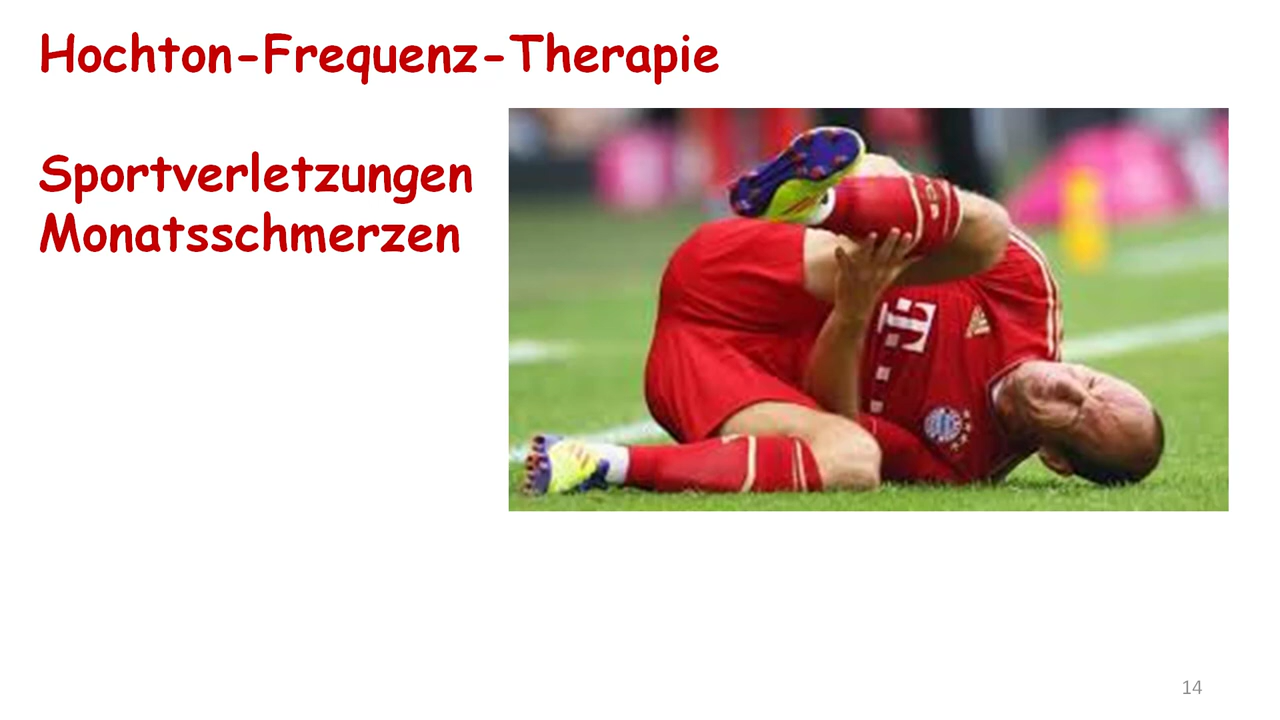 Hochton-Frequenz-Therapie
Sportverletzungen
Monatsschmerzen
T
14